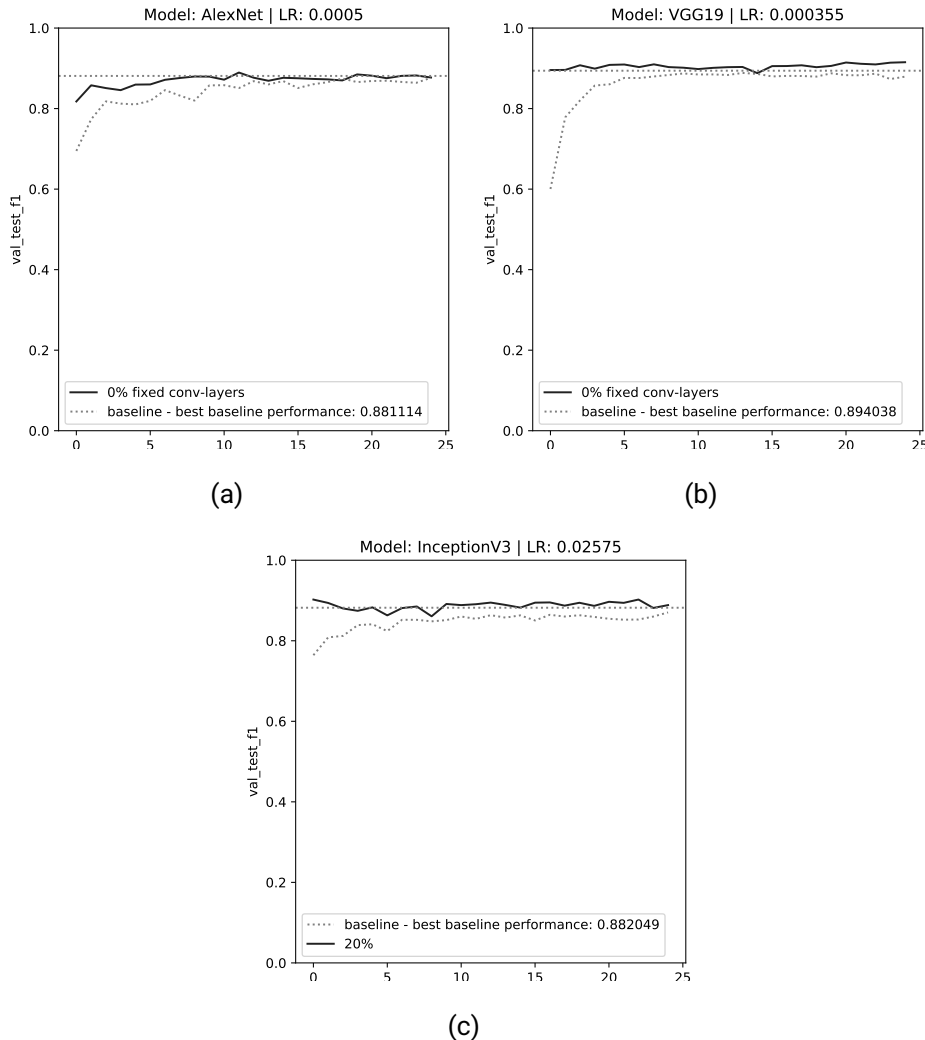 Model: AlexNet | LR: 0.0005
1.0
0.8
0.6
0.4
0.2
0.0
val_test_f1
0% fixed conv-layers
baseline - best baseline performance: 0.881114
0 5 10 15 20 25
(a)
Model: VGG19 | LR: 0.000355
1.0
0.8
0.6
0.4
0.2
0.0
val_test_f1
0% fixed conv-layers
baseline - best baseline performance: 0.894038
0 5 10 15 20 25
(b)
Model: InceptionV3 | LR: 0.02575
1.0
0.8
0.6
0.4
0.2
0.0
val_test_f1
baseline - best baseline performance: 0.882049
20%
0 5 10 15 20 25
(c)